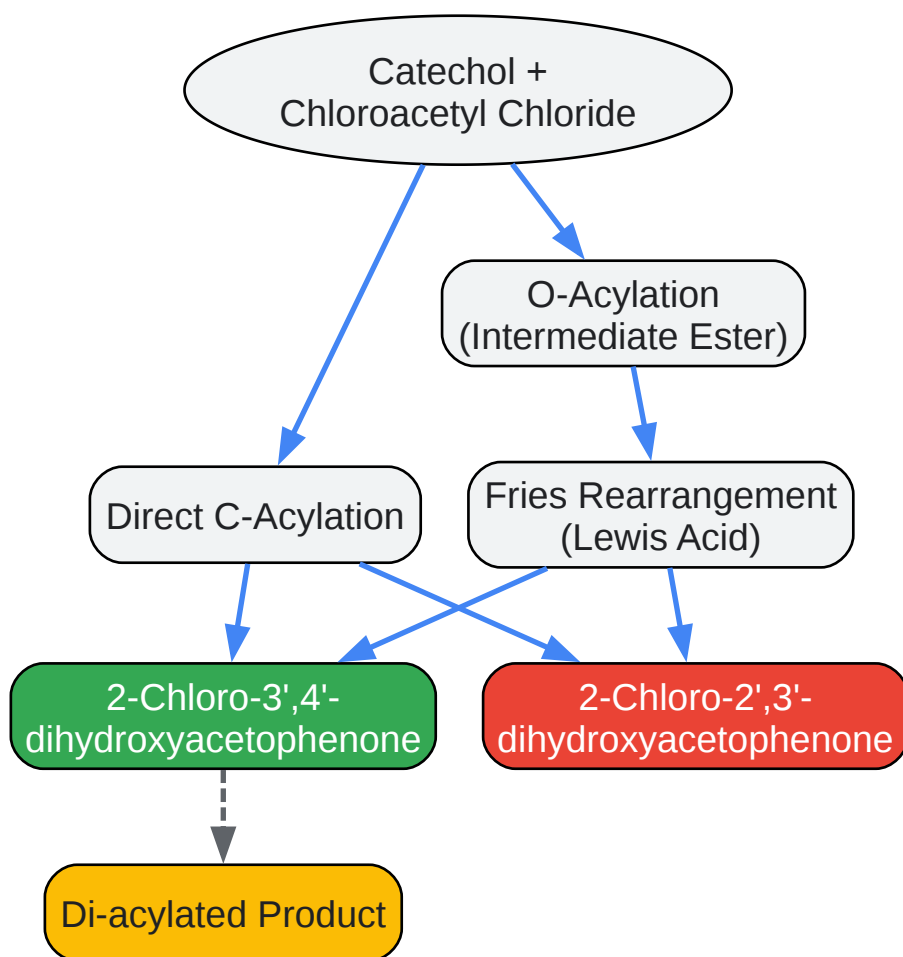 Catechol +
Chloroacetyl Chloride
O-Acylation
(Intermediate Ester)
Direct C-Acylation
Fries Rearrangement
(Lewis Acid)
2-Chloro-3',4'-
dihydroxyacetophenone
2-Chloro-2',3'-
dihydroxyacetophenone
Di-acylated Product